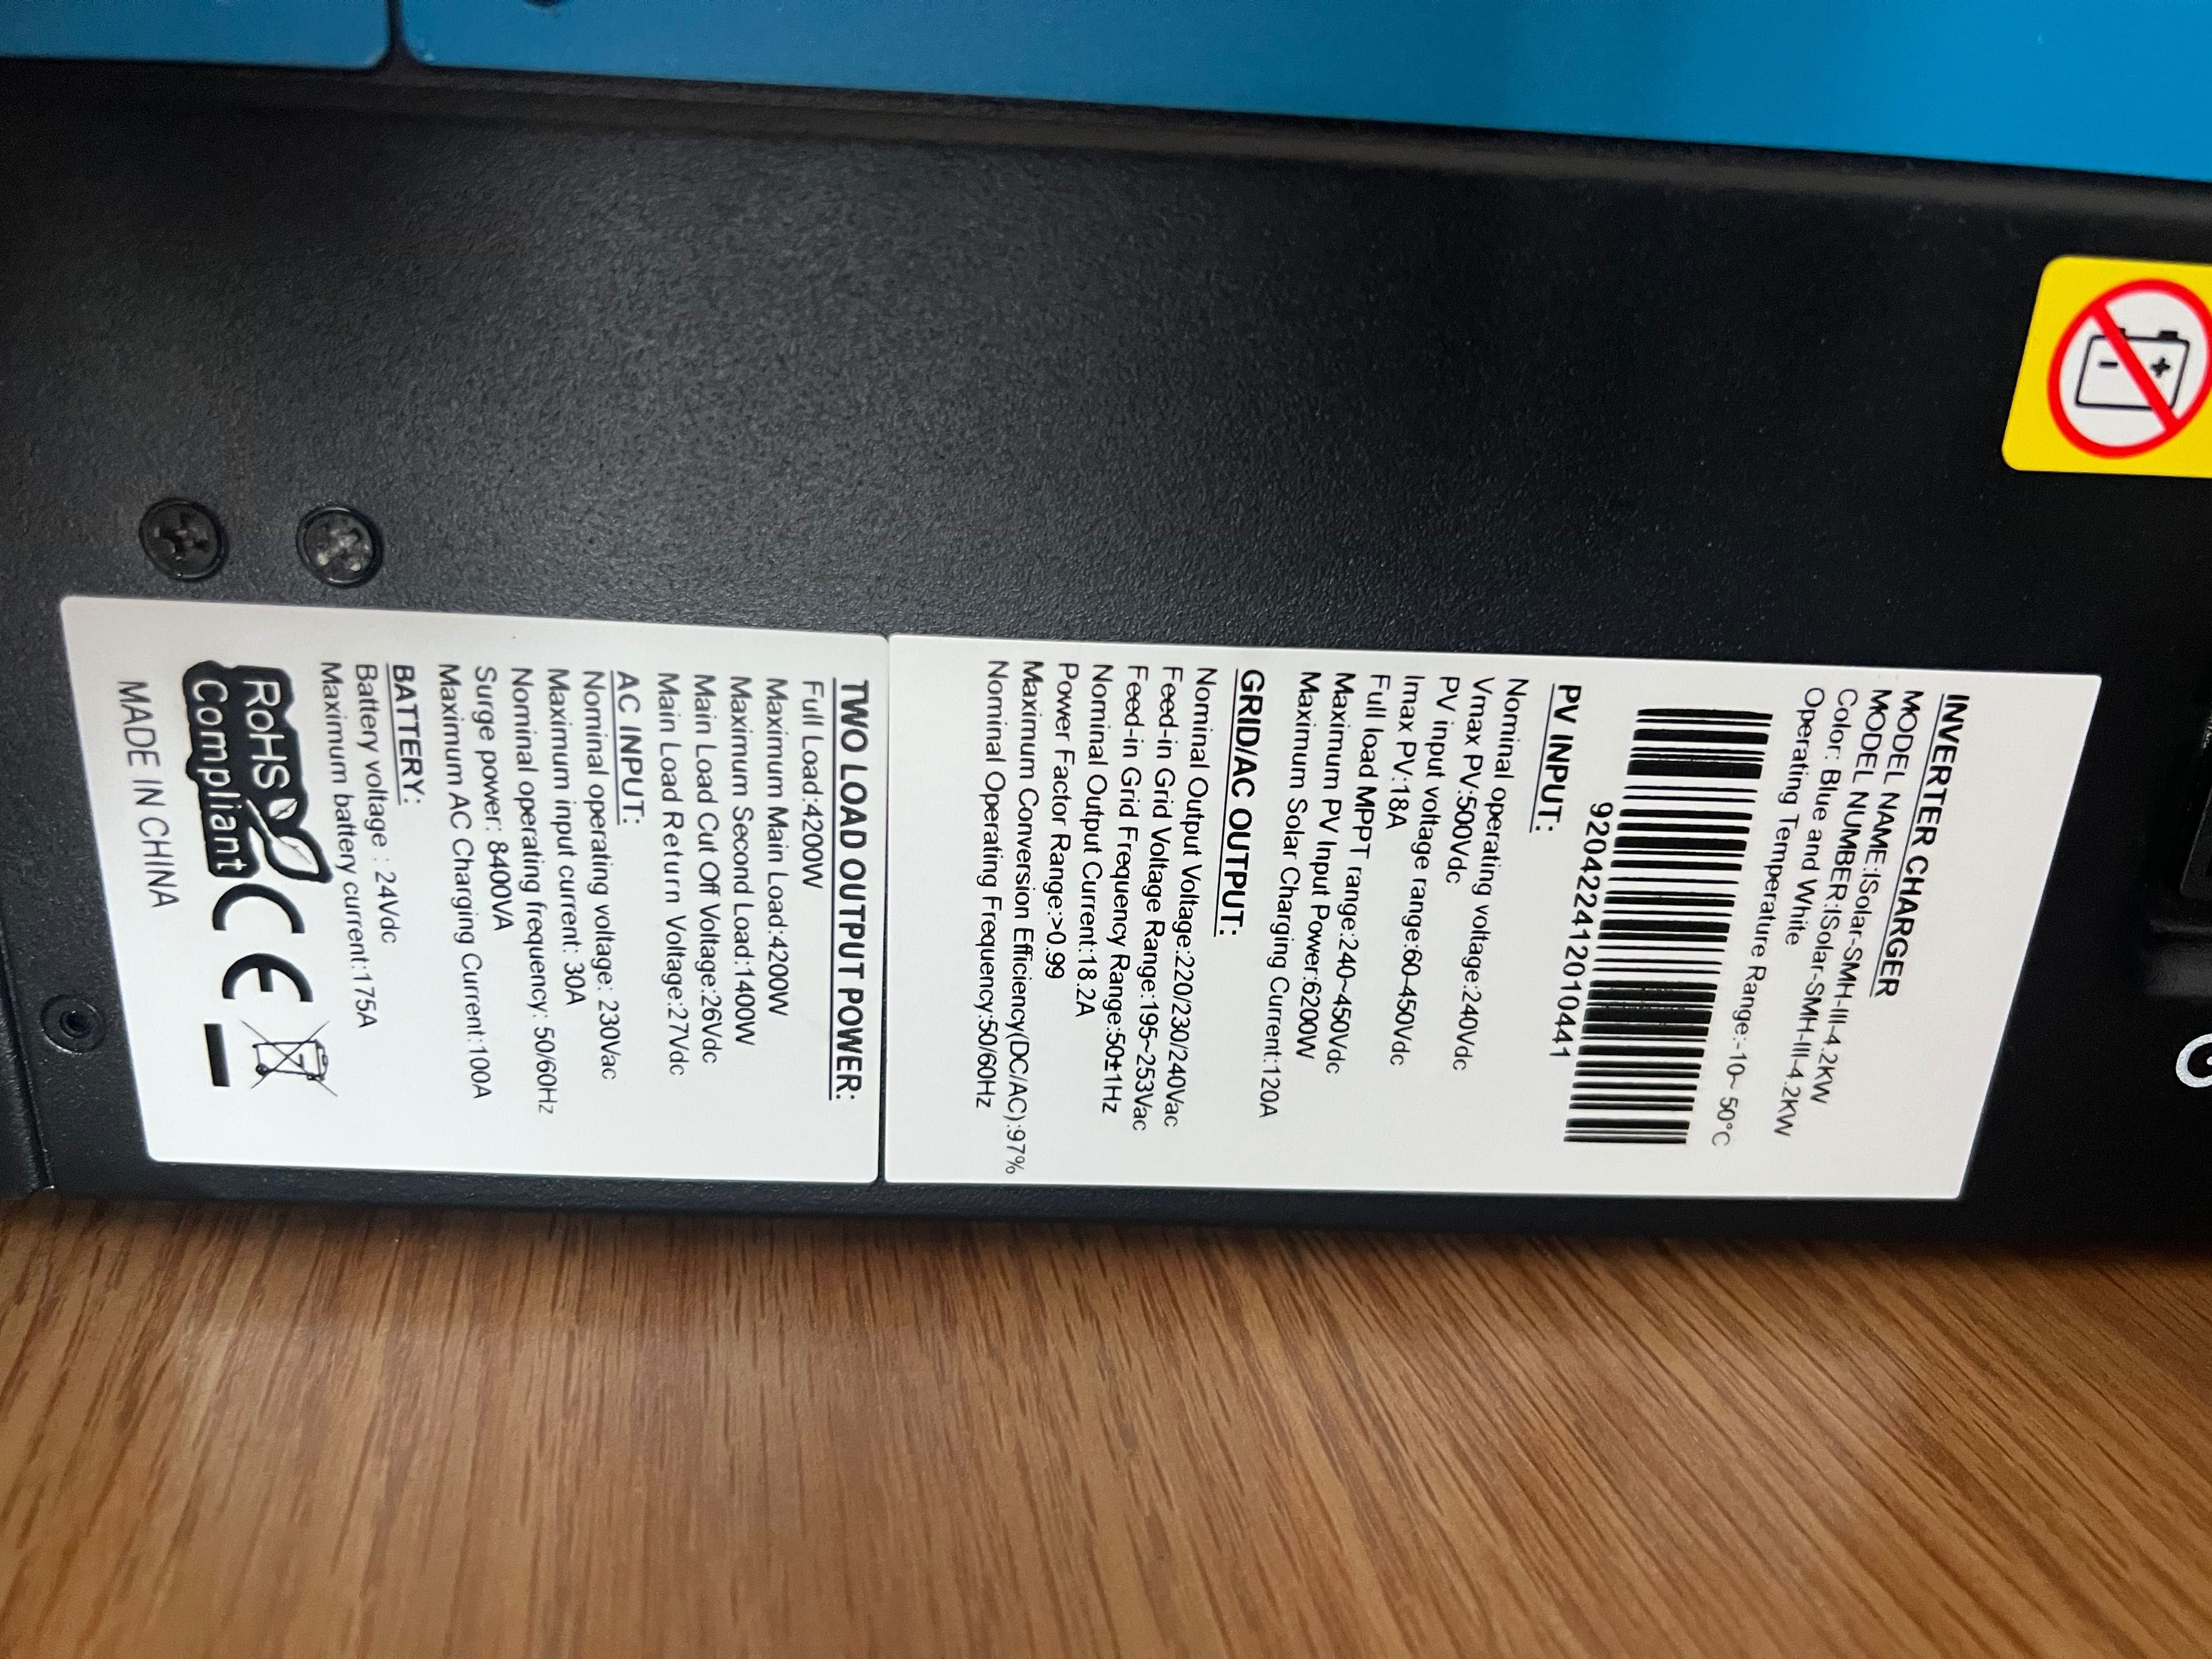 INVERTER CHARGER
MODEL NAME:ISolar-SMH-III-4.2KW
MODEL NUMBER:ISolar-SMH-III-4.2KW
Color: Blue and White
Operating Temperature Range:-10~ 50°C
92042241201044​1
PV INPUT:
Nominal operating voltage:240Vdc
Vmax PV:500Vdc
PV input voltage range:60-450Vdc
Imax PV:18A
Full load MPPT range:240~450Vdc
Maximum PV Input Power:6200W
Maximum Solar Charging Current:120A
GRID/AC OUTPUT:
Nominal Output Voltage:220/230/240Vac
Feed-in Grid Voltage Range:195~253Vac
Feed-in Grid Frequency Range:50±1Hz
Nominal Output Current:18.2A
Power Factor Range:>0.99
Maximum Conversion Efficiency(DC/AC):97%
Nominal Operating Frequency:50/60Hz
TWO LOAD OUTPUT POWER:
Full Load:4200W
Maximum Main Load:4200W
Maximum Second Load:1400W
Main Load Cut Off Voltage:26Vdc
Main Load Return Voltage:27Vdc
AC INPUT:
Nominal operating voltage: 230Vac
Maximum input current: 30A
Nominal operating frequency: 50/60Hz
Surge power: 8400VA
Maximum AC Charging Current:100A
BATTERY:
Battery voltage : 24Vdc
Maximum battery current:175A
RoHS
Compliant
CE
MADE IN CHINA